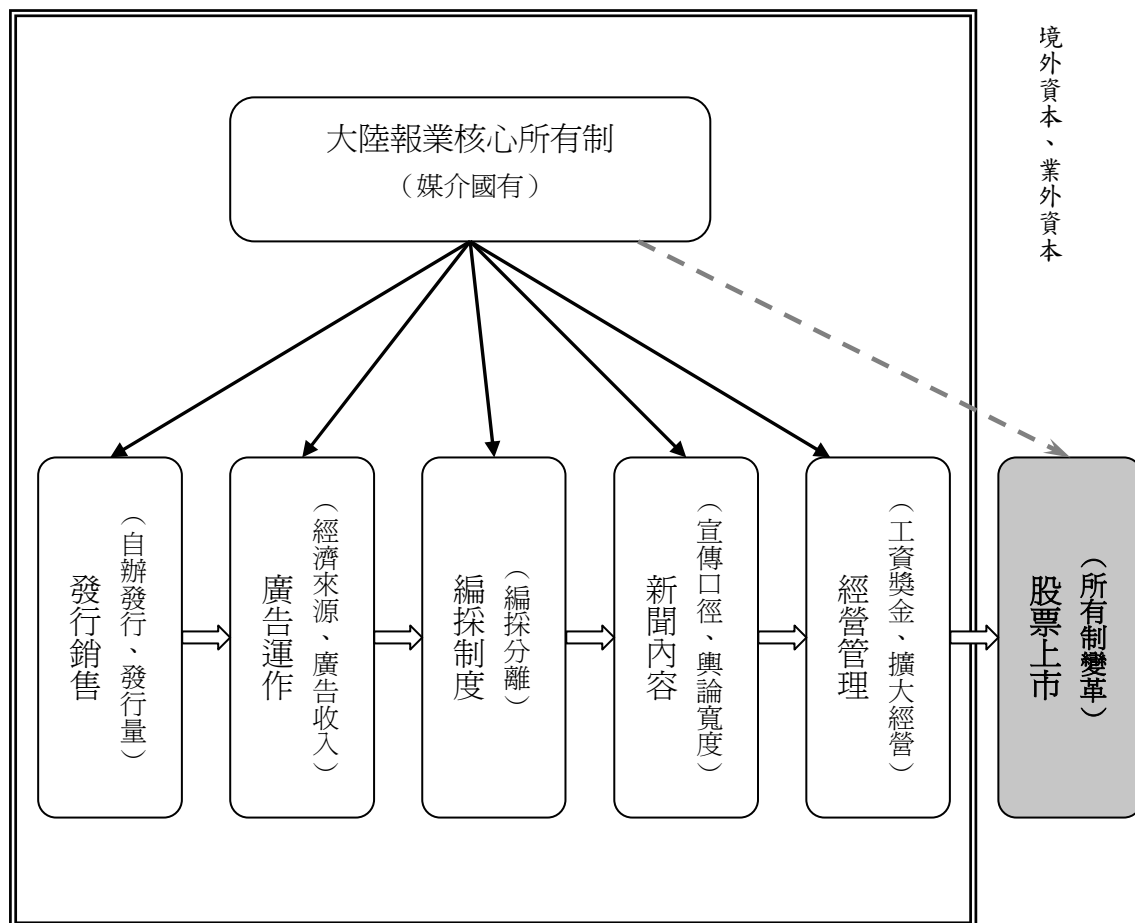 境外資本、業外資本
大陸報業核心所有制
（媒介國有）
發行銷售
（自辦發行、發行量）
廣告運作
（經濟來源、廣告收入）
編採制度
（編採分離）
新聞內容
（宣傳口徑、輿論寬度）
經營管理
（工資獎金、擴大經營）
股票上市
（所有制變革）